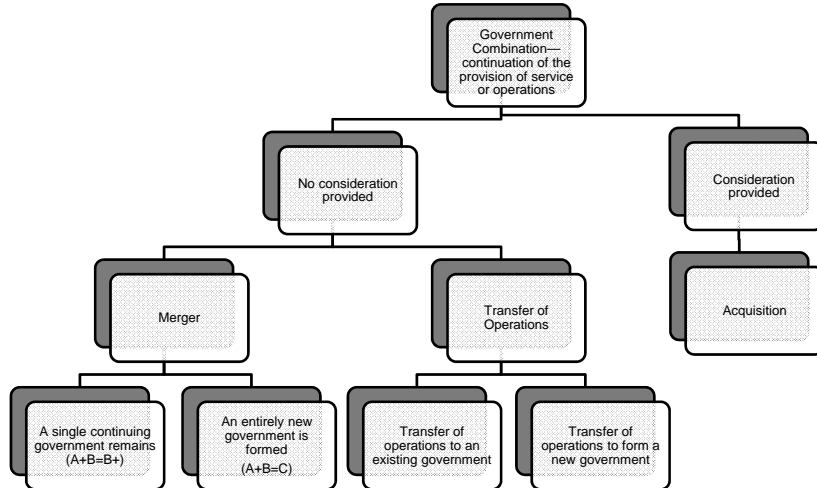 Government
Combination—
continuation of the
provision of service
or operations
No consideration
provided
Consideration
provided
Merger
Transfer of
Operations
Acquisition
A single continuing
government remains
(A+B=B+)
An entirely new
government is
formed
(A+B=C)
Transfer of
operations to an
existing government
Transfer of
operations to form a
new government